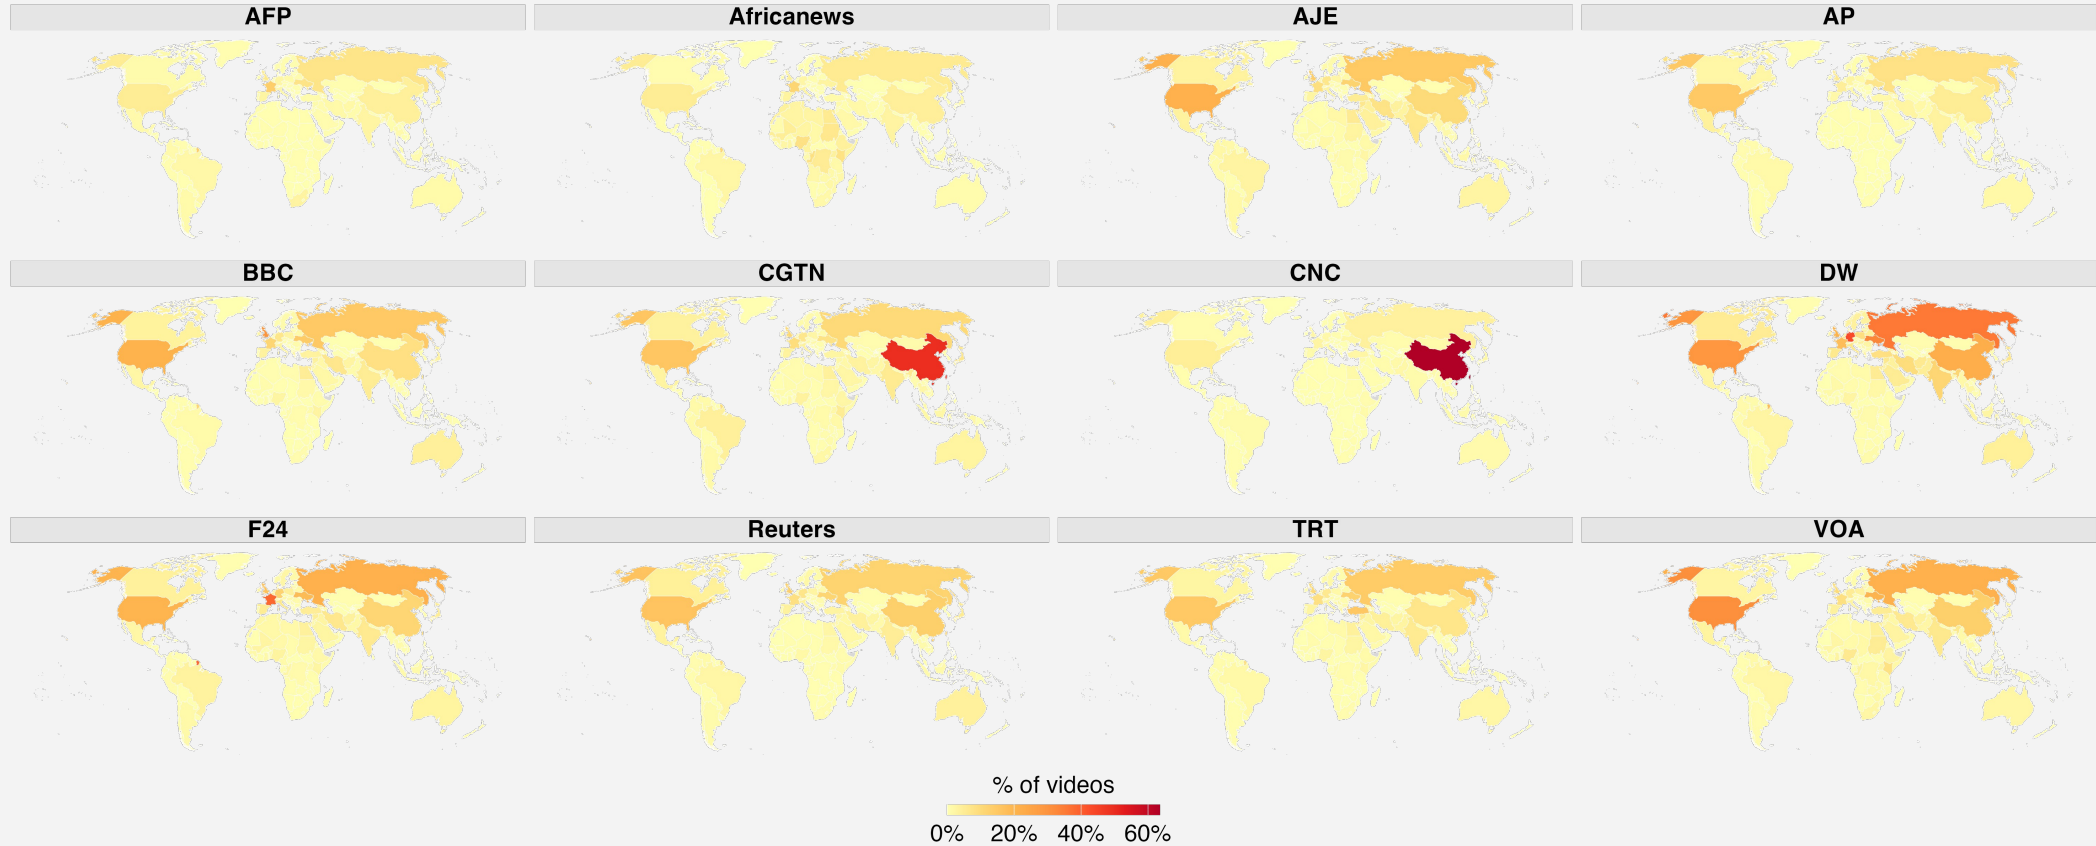 AFP
Africanews
AJE
AP
BBC
CGTN
CNC
DW
F24
Reuters
TRT
VOA
% of videos
0% 20% 40% 60%